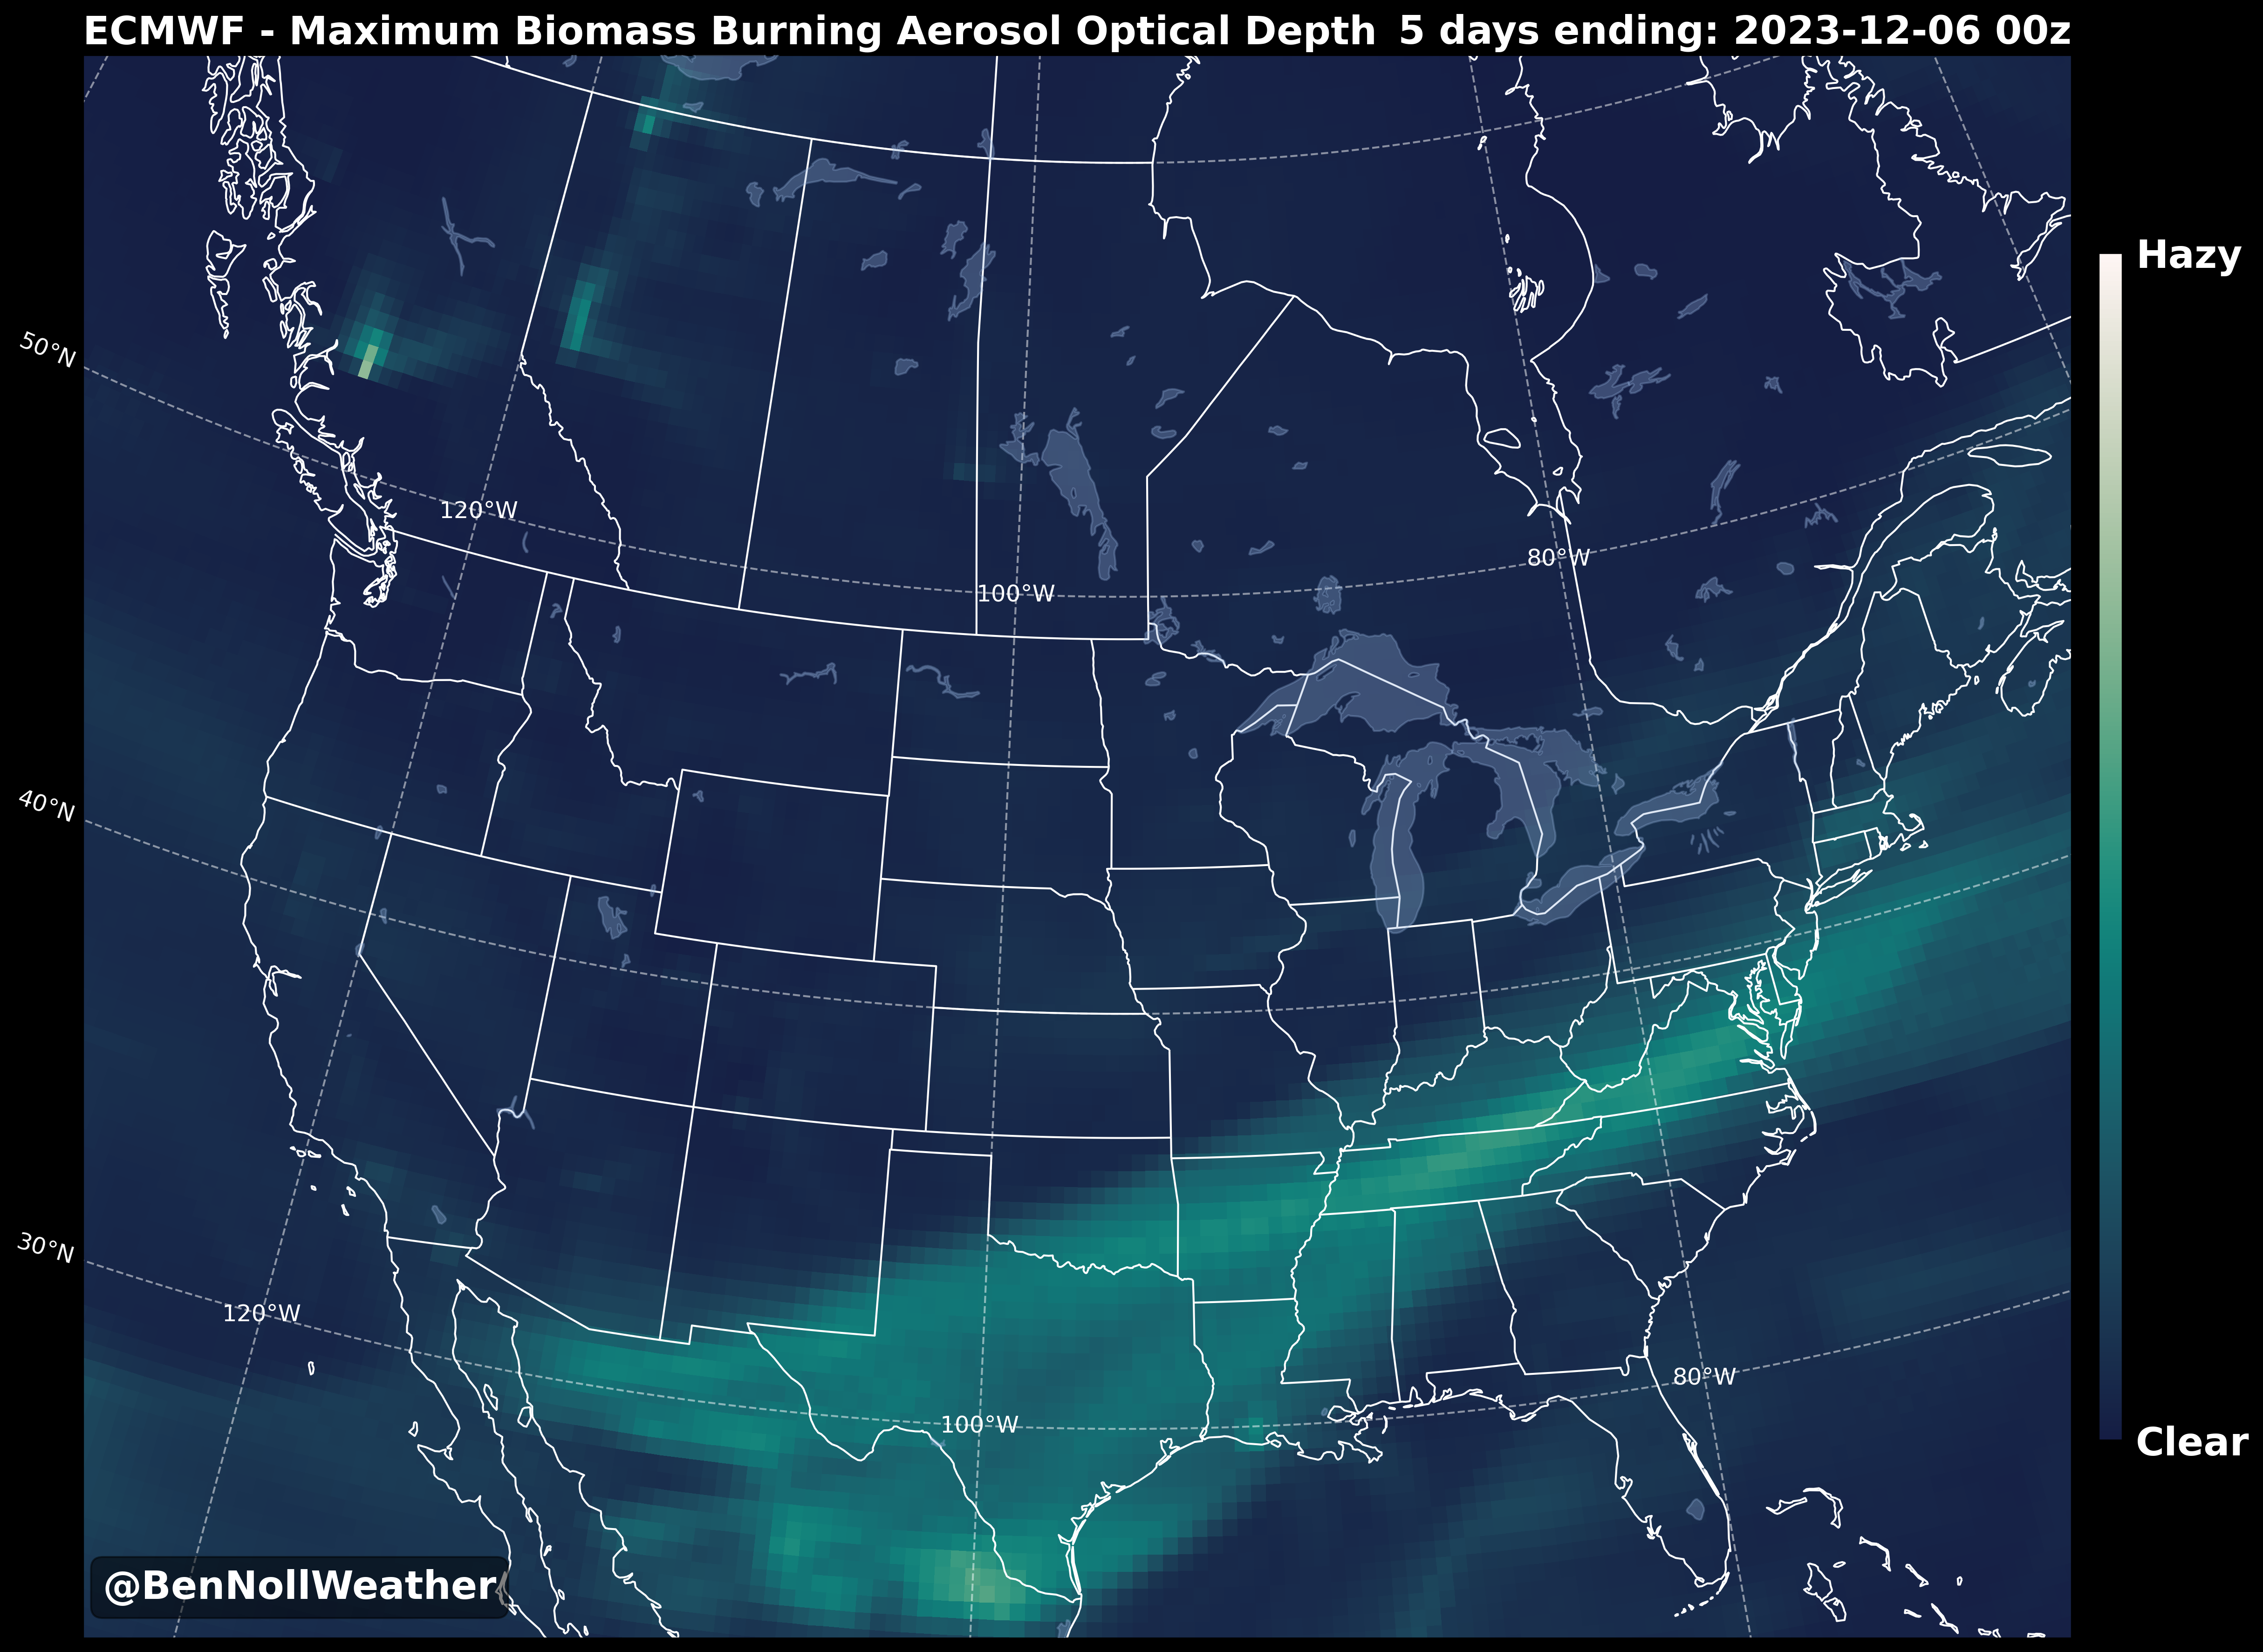 ECMWF - Maximum Biomass Burning Aerosol Optical Depth 5 days ending: 2023-12-06 00z
Hazy
50°N
120°W
80°W
100°W
40°N
30°N
120°W
80°W
100°W
Clear
@BenNollWeather